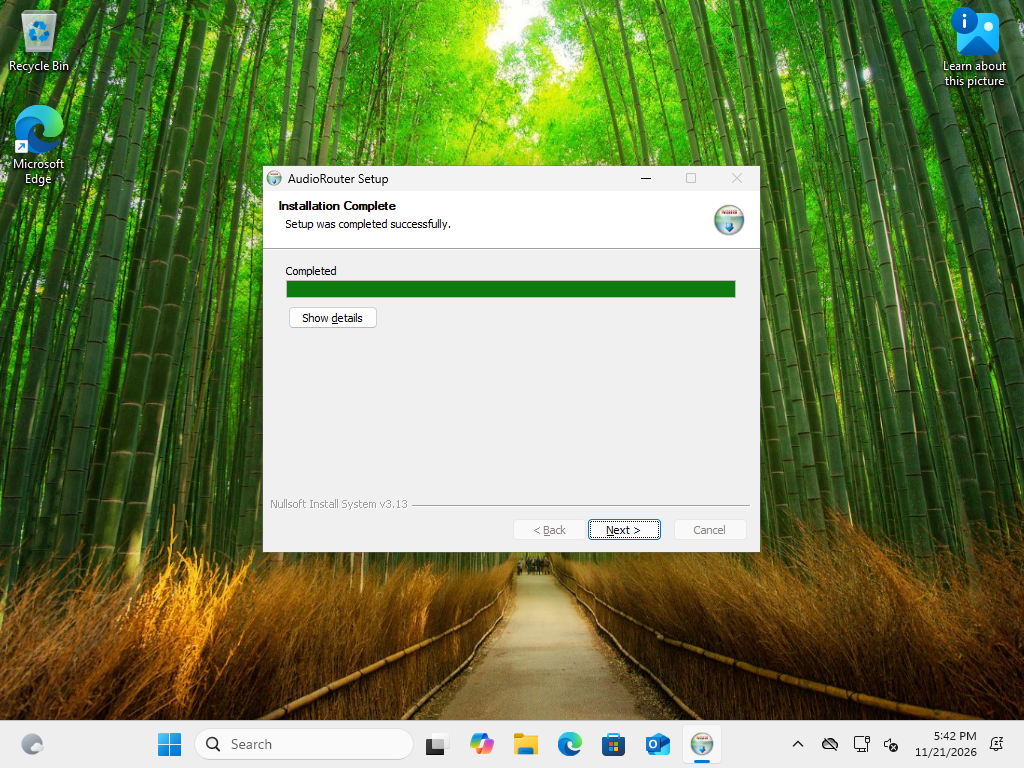 Recycle Bin
Microsoft
Edge
Learn about
this picture
AudioRouter Setup
Installation Complete
Setup was completed successfully.
Completed
Show details
Nullsoft Install System v3.13
< Back
Next >
Cancel
Search
5:42 PM
11/21/2026